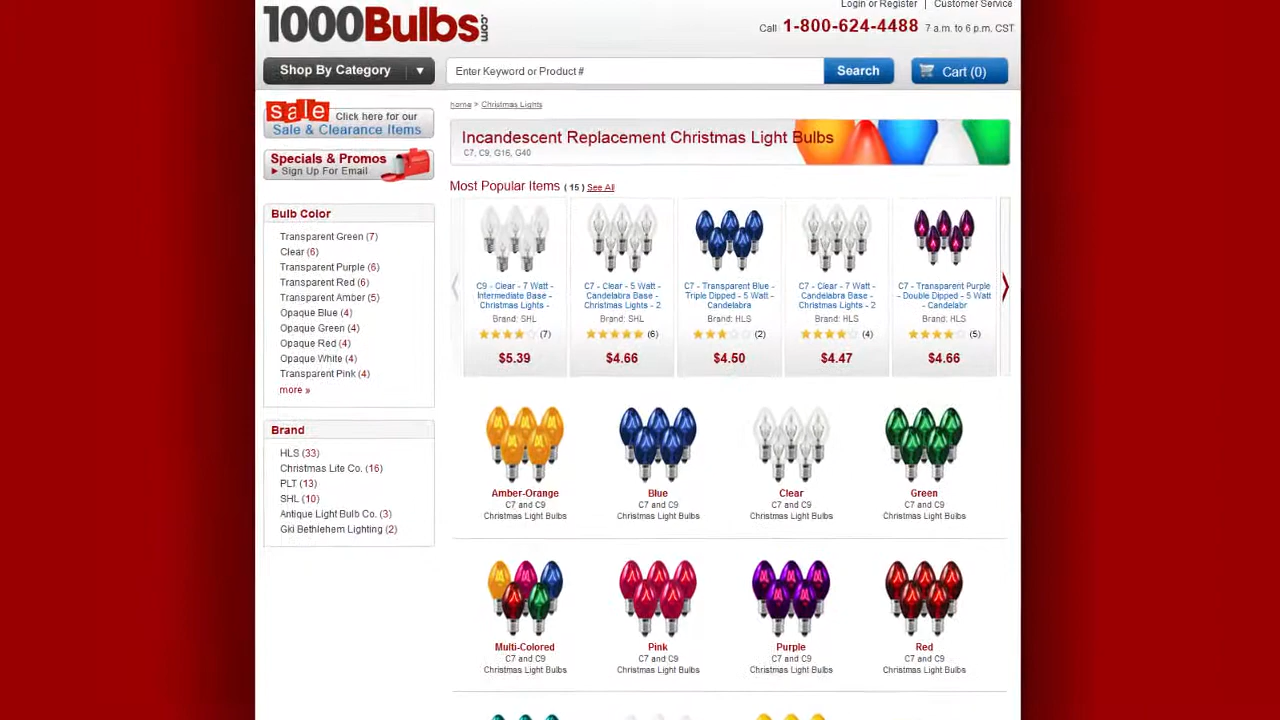 Login or Register | Customer Service
1000Bulbs.com
Call 1-800-624-4488 7 a.m. to 6 p.m. CST
Shop By Category ▼
Enter Keyword or Product #
Search
Cart (0)
sale Click here for our
Sale & Clearance Items
Specials & Promos
Sign Up For Email
Bulb Color
Transparent Green (7)
Clear (6)
Transparent Purple (6)
Transparent Red (6)
Transparent Amber (5)
Opaque Blue (4)
Opaque Green (4)
Opaque Red (4)
Opaque White (4)
Transparent Pink (4)
more »
Brand
HLS (33)
Christmas Lite Co. (16)
PLT (13)
SHL (10)
Antique Light Bulb Co. (3)
Gki Bethlehem Lighting (2)
home > Christmas Lights
Incandescent Replacement Christmas Light Bulbs
C7, C9, G16, G40
Most Popular Items ( 15 ) See All
C9 - Clear - 7 Watt -
Intermediate Base -
Christmas Lights -
Brand: SHL
(7)
$5.39
C7 - Clear - 5 Watt -
Candelabra Base -
Christmas Lights - 2
Brand: SHL
(6)
$4.66
C7 - Transparent Blue -
Triple Dipped - 5 Watt -
Candelabra
Brand: HLS
(2)
$4.50
C7 - Clear - 7 Watt -
Candelabra Base -
Christmas Lights - 2
Brand: HLS
(4)
$4.47
C7 - Transparent Purple
- Double Dipped - 5 Watt
- Candelabr
Brand: HLS
(5)
$4.66
Amber-Orange
C7 and C9
Christmas Light Bulbs
Blue
C7 and C9
Christmas Light Bulbs
Clear
C7 and C9
Christmas Light Bulbs
Green
C7 and C9
Christmas Light Bulbs
Multi-Colored
C7 and C9
Christmas Light Bulbs
Pink
C7 and C9
Christmas Light Bulbs
Purple
C7 and C9
Christmas Light Bulbs
Red
C7 and C9
Christmas Light Bulbs